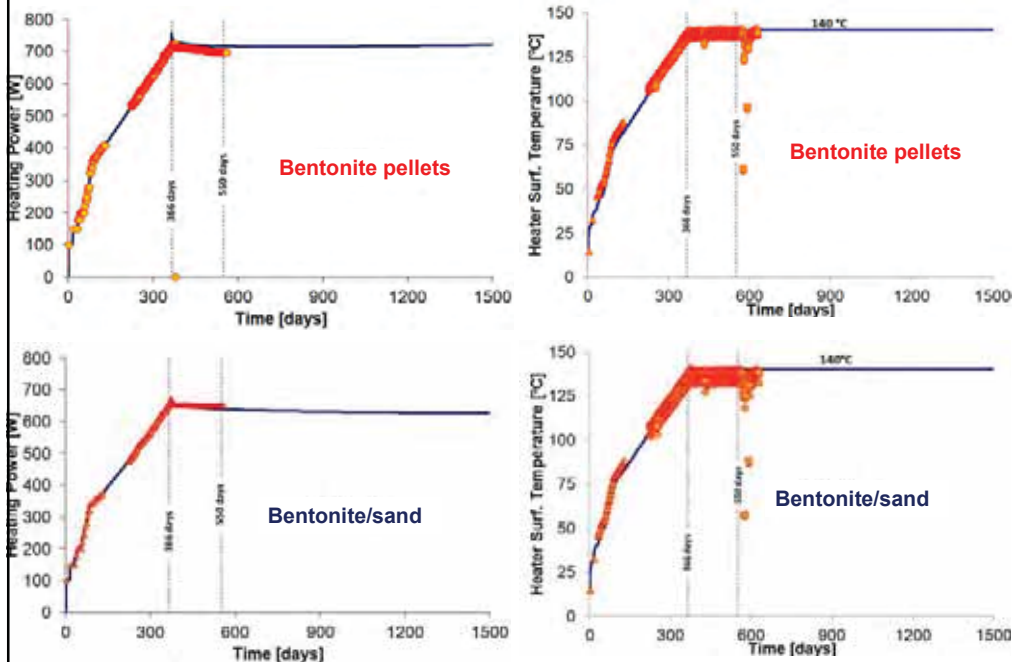 800
700
600
500
400
300
200
100
0
Heating Power [W]
366 days
550 days
Bentonite pellets
0 300 600 900 1200 1500
Time [days]
150
125
100
75
50
25
0
Heater Surf. Temperature [°C]
140 °C
366 days
550 days
Bentonite pellets
0 300 600 900 1200 1500
Time [days]
800
700
600
500
400
300
200
100
0
Heating Power [W]
366 days
550 days
Bentonite/sand
0 300 600 900 1200 1500
Time [days]
150
125
100
75
50
25
0
Heater Surf. Temperature [°C]
140°C
366 days
550 days
Bentonite/sand
0 300 600 900 1200 1500
Time [days]